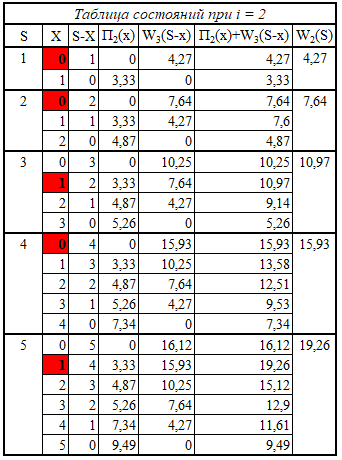 Таблица состояний при i = 2
S X S-X П2(x) W3(S-x) П2(x)+W3(S-x) W2(S)
1 0 1 0 4,27 4,27 4,27
1 0 3,33 0 3,33
2 0 2 0 7,64 7,64 7,64
1 1 3,33 4,27 7,6
2 0 4,87 0 4,87
3 0 3 0 10,25 10,25 10,97
1 2 3,33 7,64 10,97
2 1 4,87 4,27 9,14
3 0 5,26 0 5,26
4 0 4 0 15,93 15,93 15,93
1 3 3,33 10,25 13,58
2 2 4,87 7,64 12,51
3 1 5,26 4,27 9,53
4 0 7,34 0 7,34
5 0 5 0 16,12 16,12 19,26
1 4 3,33 15,93 19,26
2 3 4,87 10,25 15,12
3 2 5,26 7,64 12,9
4 1 7,34 4,27 11,61
5 0 9,49 0 9,49